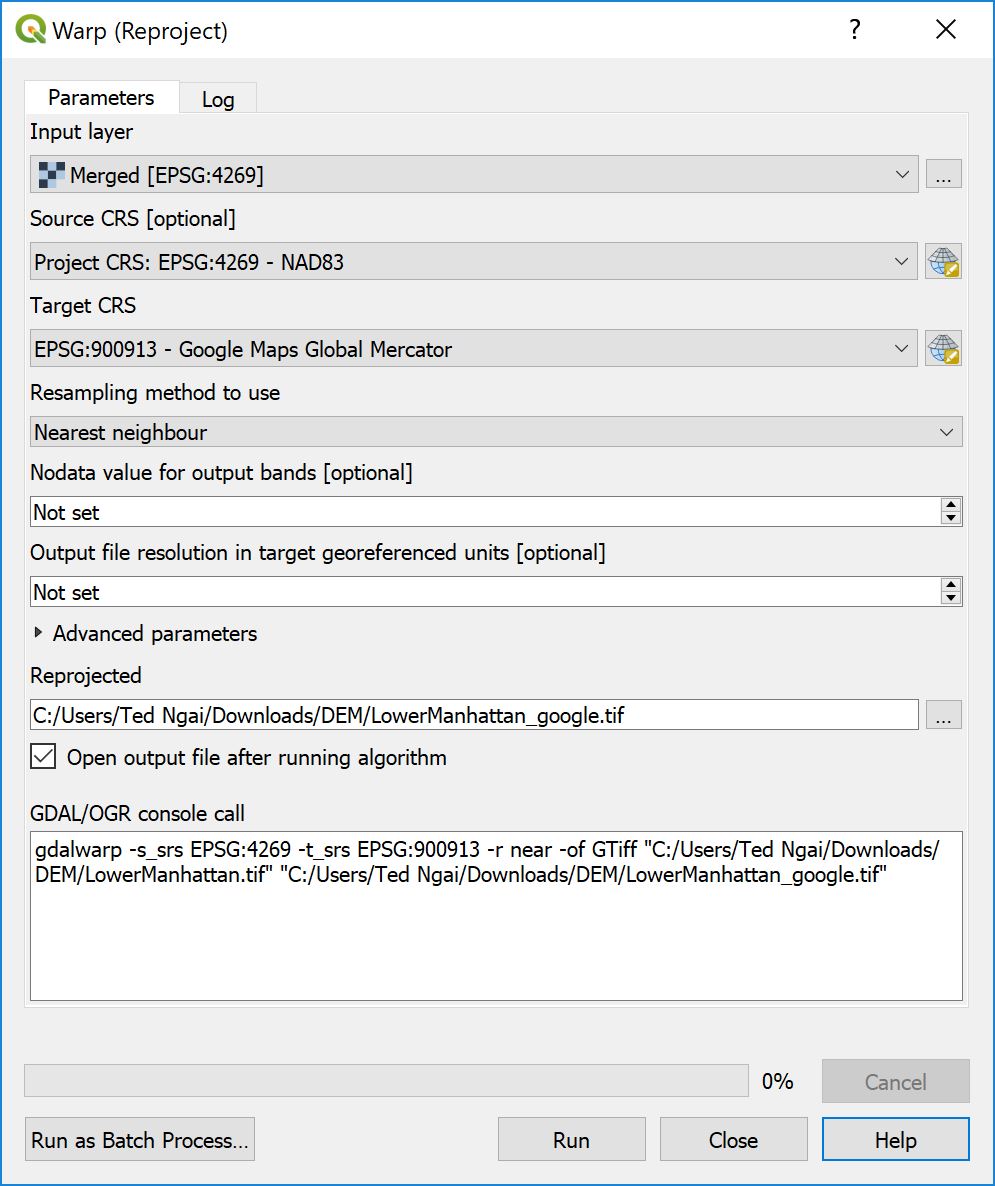 Warp (Reproject)
?
Parameters
Log
Input layer
Merged [EPSG:4269]
...
Source CRS [optional]
Project CRS: EPSG:4269 - NAD83
Target CRS
EPSG:900913 - Google Maps Global Mercator
Resampling method to use
Nearest neighbour
Nodata value for output bands [optional]
Not set
Output file resolution in target georeferenced units [optional]
Not set
Advanced parameters
Reprojected
C:/Users/Ted Ngai/Downloads/DEM/LowerManhattan_google.tif
...
Open output file after running algorithm
GDAL/OGR console call
gdalwarp -s_srs EPSG:4269 -t_srs EPSG:900913 -r near -of GTiff "C:/Users/Ted Ngai/Downloads/
DEM/LowerManhattan.tif" "C:/Users/Ted Ngai/Downloads/DEM/LowerManhattan_google.tif"
0%
Cancel
Run as Batch Process...
Run
Close
Help